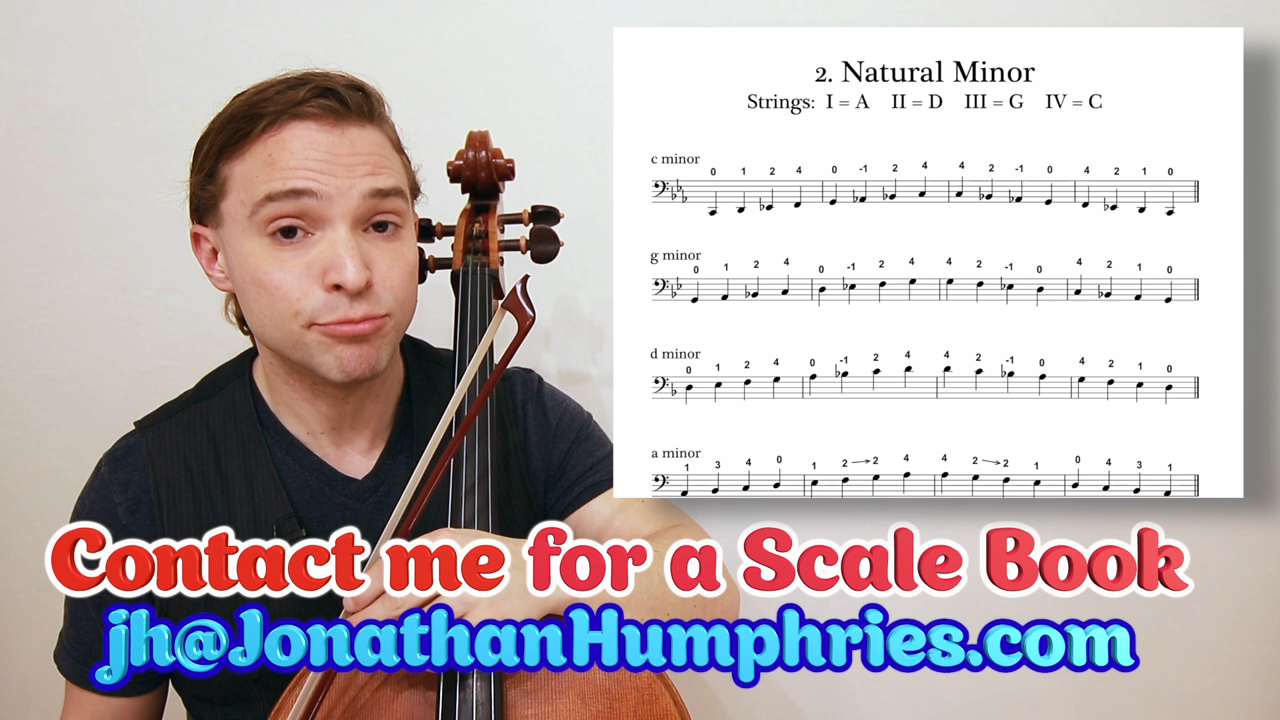 2. Natural Minor
Strings: I = A II = D III = G IV = C
c minor
0 1 2 4 0 -1 2 4 4 2 -1 0 4 2 1 0
g minor
0 1 2 4 0 -1 2 4 4 2 -1 0 4 2 1 0
d minor
0 1 2 4 0 -1 2 4 4 2 -1 0 4 2 1 0
a minor
1 3 4 0 1 2 2 4 4 2 2 1 0 4 3 1
Contact me for a Scale Book
jh@JonathanHumphries.com